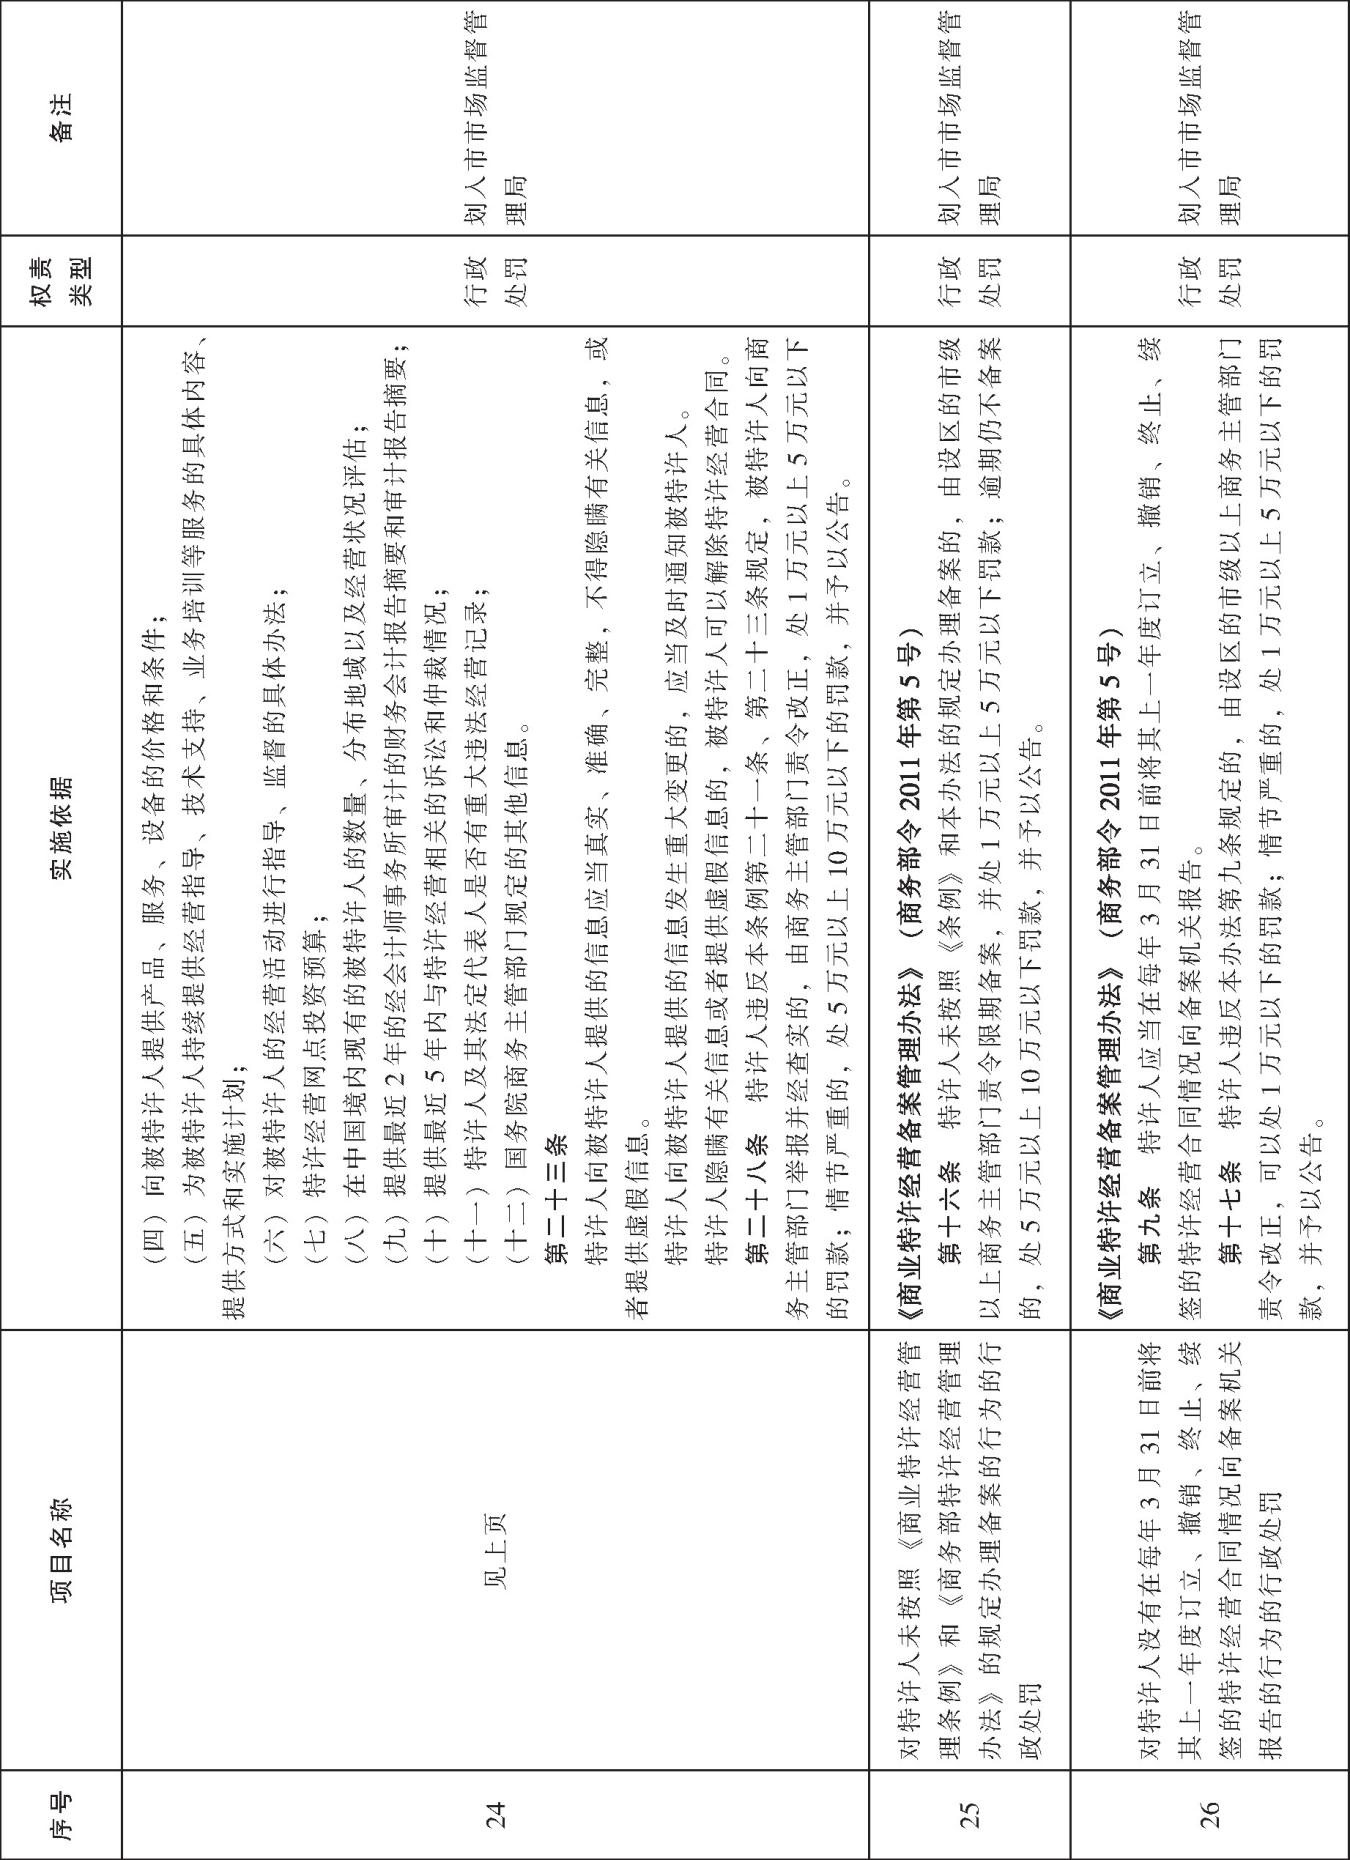 序号
项目名称
实施依据
权责
类型
备注
24
见上页
（四）向被特许人提供产品、服务、设备的价格和条件；
（五）为被特许人持续提供经营指导、技术支持、业务培训等服务的具体内容、
提供方式和实施计划；
（六）对被特许人的经营活动进行指导、监督的具体办法；
（七）特许经营网点投资预算；
（八）在中国境内现有的被特许人的数量、分布地域以及经营状况评估；
（九）提供最近 2 年的经会计师事务所审计的财务会计报告摘要和审计报告摘要；
（十）提供最近 5 年内与特许经营相关的诉讼和仲裁情况；
（十一）特许人及其法定代表人是否有重大违法经营记录；
（十二）国务院商务主管部门规定的其他信息。
第二十三条
特许人向被特许人提供的信息应当真实、准确、完整，不得隐瞒有关信息，或
者提供虚假信息。
特许人向被特许人提供的信息发生重大变更的，应当及时通知被特许人。
特许人隐瞒有关信息或者提供虚假信息的，被特许人可以解除特许经营合同。
第二十八条 特许人违反本条例第二十一条、第二十三条规定，被特许人向商
务主管部门举报并经查实的，由商务主管部门责令改正，处 1 万元以上 5 万元以下
的罚款；情节严重的，处 5 万元以上 10 万元以下的罚款，并予以公告。
行政
处罚
划入市市场监督管
理局
25
对特许人未按照《商业特许经营管
理条例》和《商务部特许经营管理
办法》的规定办理备案的行为的行
政处罚
《商业特许经营备案管理办法》（商务部令 2011 年第 5 号）
第十六条 特许人未按照《条例》和本办法的规定办理备案的，由设区的市级
以上商务主管部门责令限期备案，并处 1 万元以上 5 万元以下罚款；逾期仍不备案
的，处 5 万元以上 10 万元以下罚款，并予以公告。
行政
处罚
划入市市场监督管
理局
26
对特许人没有在每年 3 月 31 日前将
其上一年度订立、撤销、终止、续
签的特许经营合同情况向备案机关
报告的行为的行政处罚
《商业特许经营备案管理办法》（商务部令 2011 年第 5 号）
第九条 特许人应当在每年 3 月 31 日前将其上一年度订立、撤销、终止、续
签的特许经营合同情况向备案机关报告。
第十七条 特许人违反本办法第九条规定的，由设区的市级以上商务主管部门
责令改正，可以处 1 万元以下的罚款；情节严重的，处 1 万元以上 5 万元以下的罚
款，并予以公告。
行政
处罚
划入市市场监督管
理局